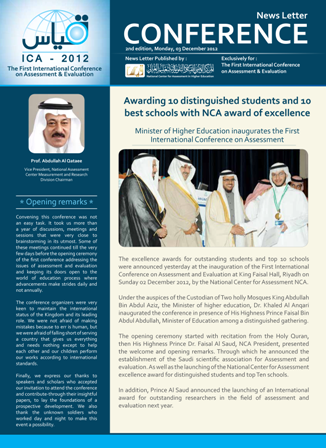 قياس
ICA - 2012
The First International Conference
on Assessment & Evaluation
News Letter
CONFERENCE
2nd edition, Monday, 03 December 2012
News Letter Published by :
National Center for Assessment in Higher Education
Exclusively for :
The First International Conference
on Assessment & Evaluation
Prof. Abdullah Al Qataee
Vice President, National Assessment
Center Measurement and Research
Division Chairman
Opening remarks
Convening this conference was not
an easy task. It took us more than
a year of discussions, meetings and
sessions that were very close to
brainstorming in its utmost. Some of
these meetings continued till the very
few days before the opening ceremony
of the first conference addressing the
issues of assessment and evaluation
and keeping its doors open to the
world of education process where
advancements make strides daily and
not annually.
The conference organizers were very
keen to maintain the international
status of the Kingdom and its leading
role. We were not afraid of making
mistakes because to err is human, but
we were afraid of falling short of serving
a country that gives us everything
and needs nothing except to help
each other and our children perform
our works according to international
standards.
Finally, we express our thanks to
speakers and scholars who accepted
our invitation to attend the conference
and contribute-through their insightful
papers, to lay the foundations of a
prospective development. We also
thank the unknown soldiers who
worked day and night to make this
event a possibility.
Awarding 10 distinguished students and 10
best schools with NCA award of excellence
Minister of Higher Education inaugurates the First
International Conference on Assessment
The excellence awards for outstanding students and top 10 schools
were announced yesterday at the inauguration of the First International
Conference on Assessment and Evaluation at King Faisal Hall, Riyadh on
Sunday 02 December 2012, by the National Center for Assessment NCA.
Under the auspices of the Custodian of Two holly Mosques King Abdullah
Bin Abdul Aziz, the Minister of higher education, Dr. Khaled Al Anqari
inaugurated the conference in presence of His Highness Prince Faisal Bin
Abdul Abdullah, Minister of Education among a distinguished gathering.
The opening ceremony started with recitation from the Holy Quran,
then His Highness Prince Dr. Faisal Al Saud, NCA President, presented
the welcome and opening remarks. Through which he announced the
establishment of the Saudi scientific association for assessment and
evaluation. As well as the launching of the National Center for Assessment
excellence award for distinguished students and top Ten schools.
In addition, Prince Al Saud announced the launching of an International
award for outstanding researchers in the field of assessment and
evaluation next year.